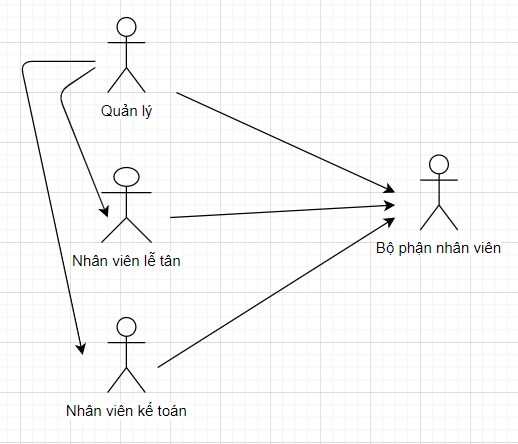 Quản lý
Bộ phận nhân viên
Nhân viên lễ tân
Nhân viên kế toán